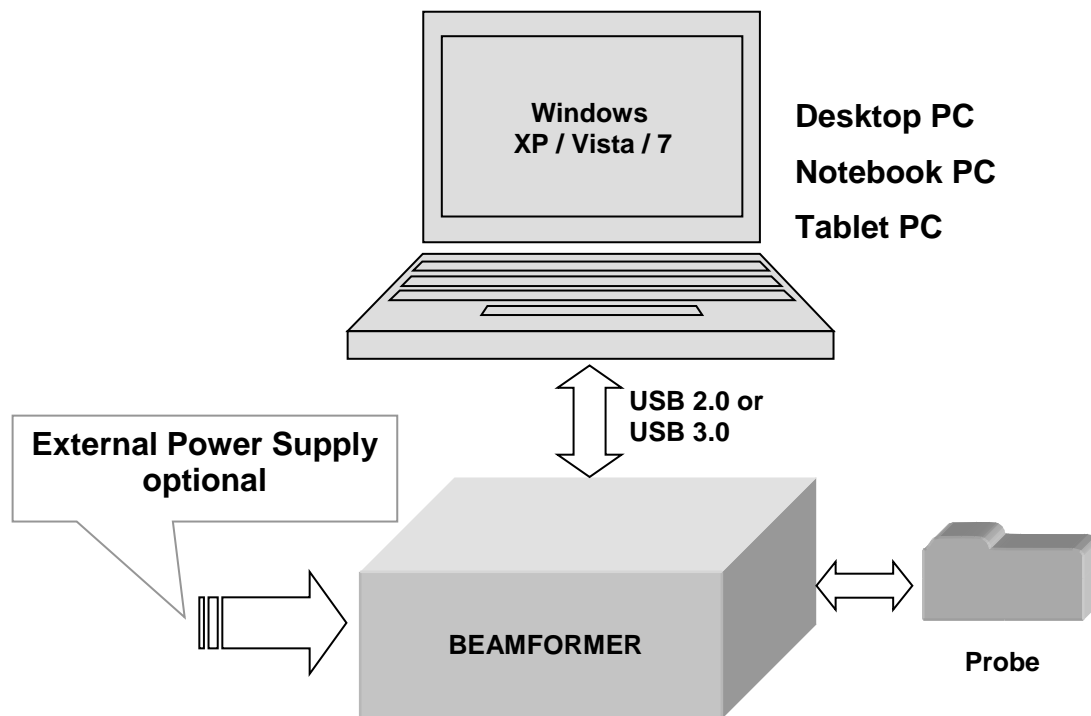 Windows
XP / Vista / 7
Desktop PC
Notebook PC
Tablet PC
USB 2.0 or
USB 3.0
External Power Supply
optional
BEAMFORMER
Probe